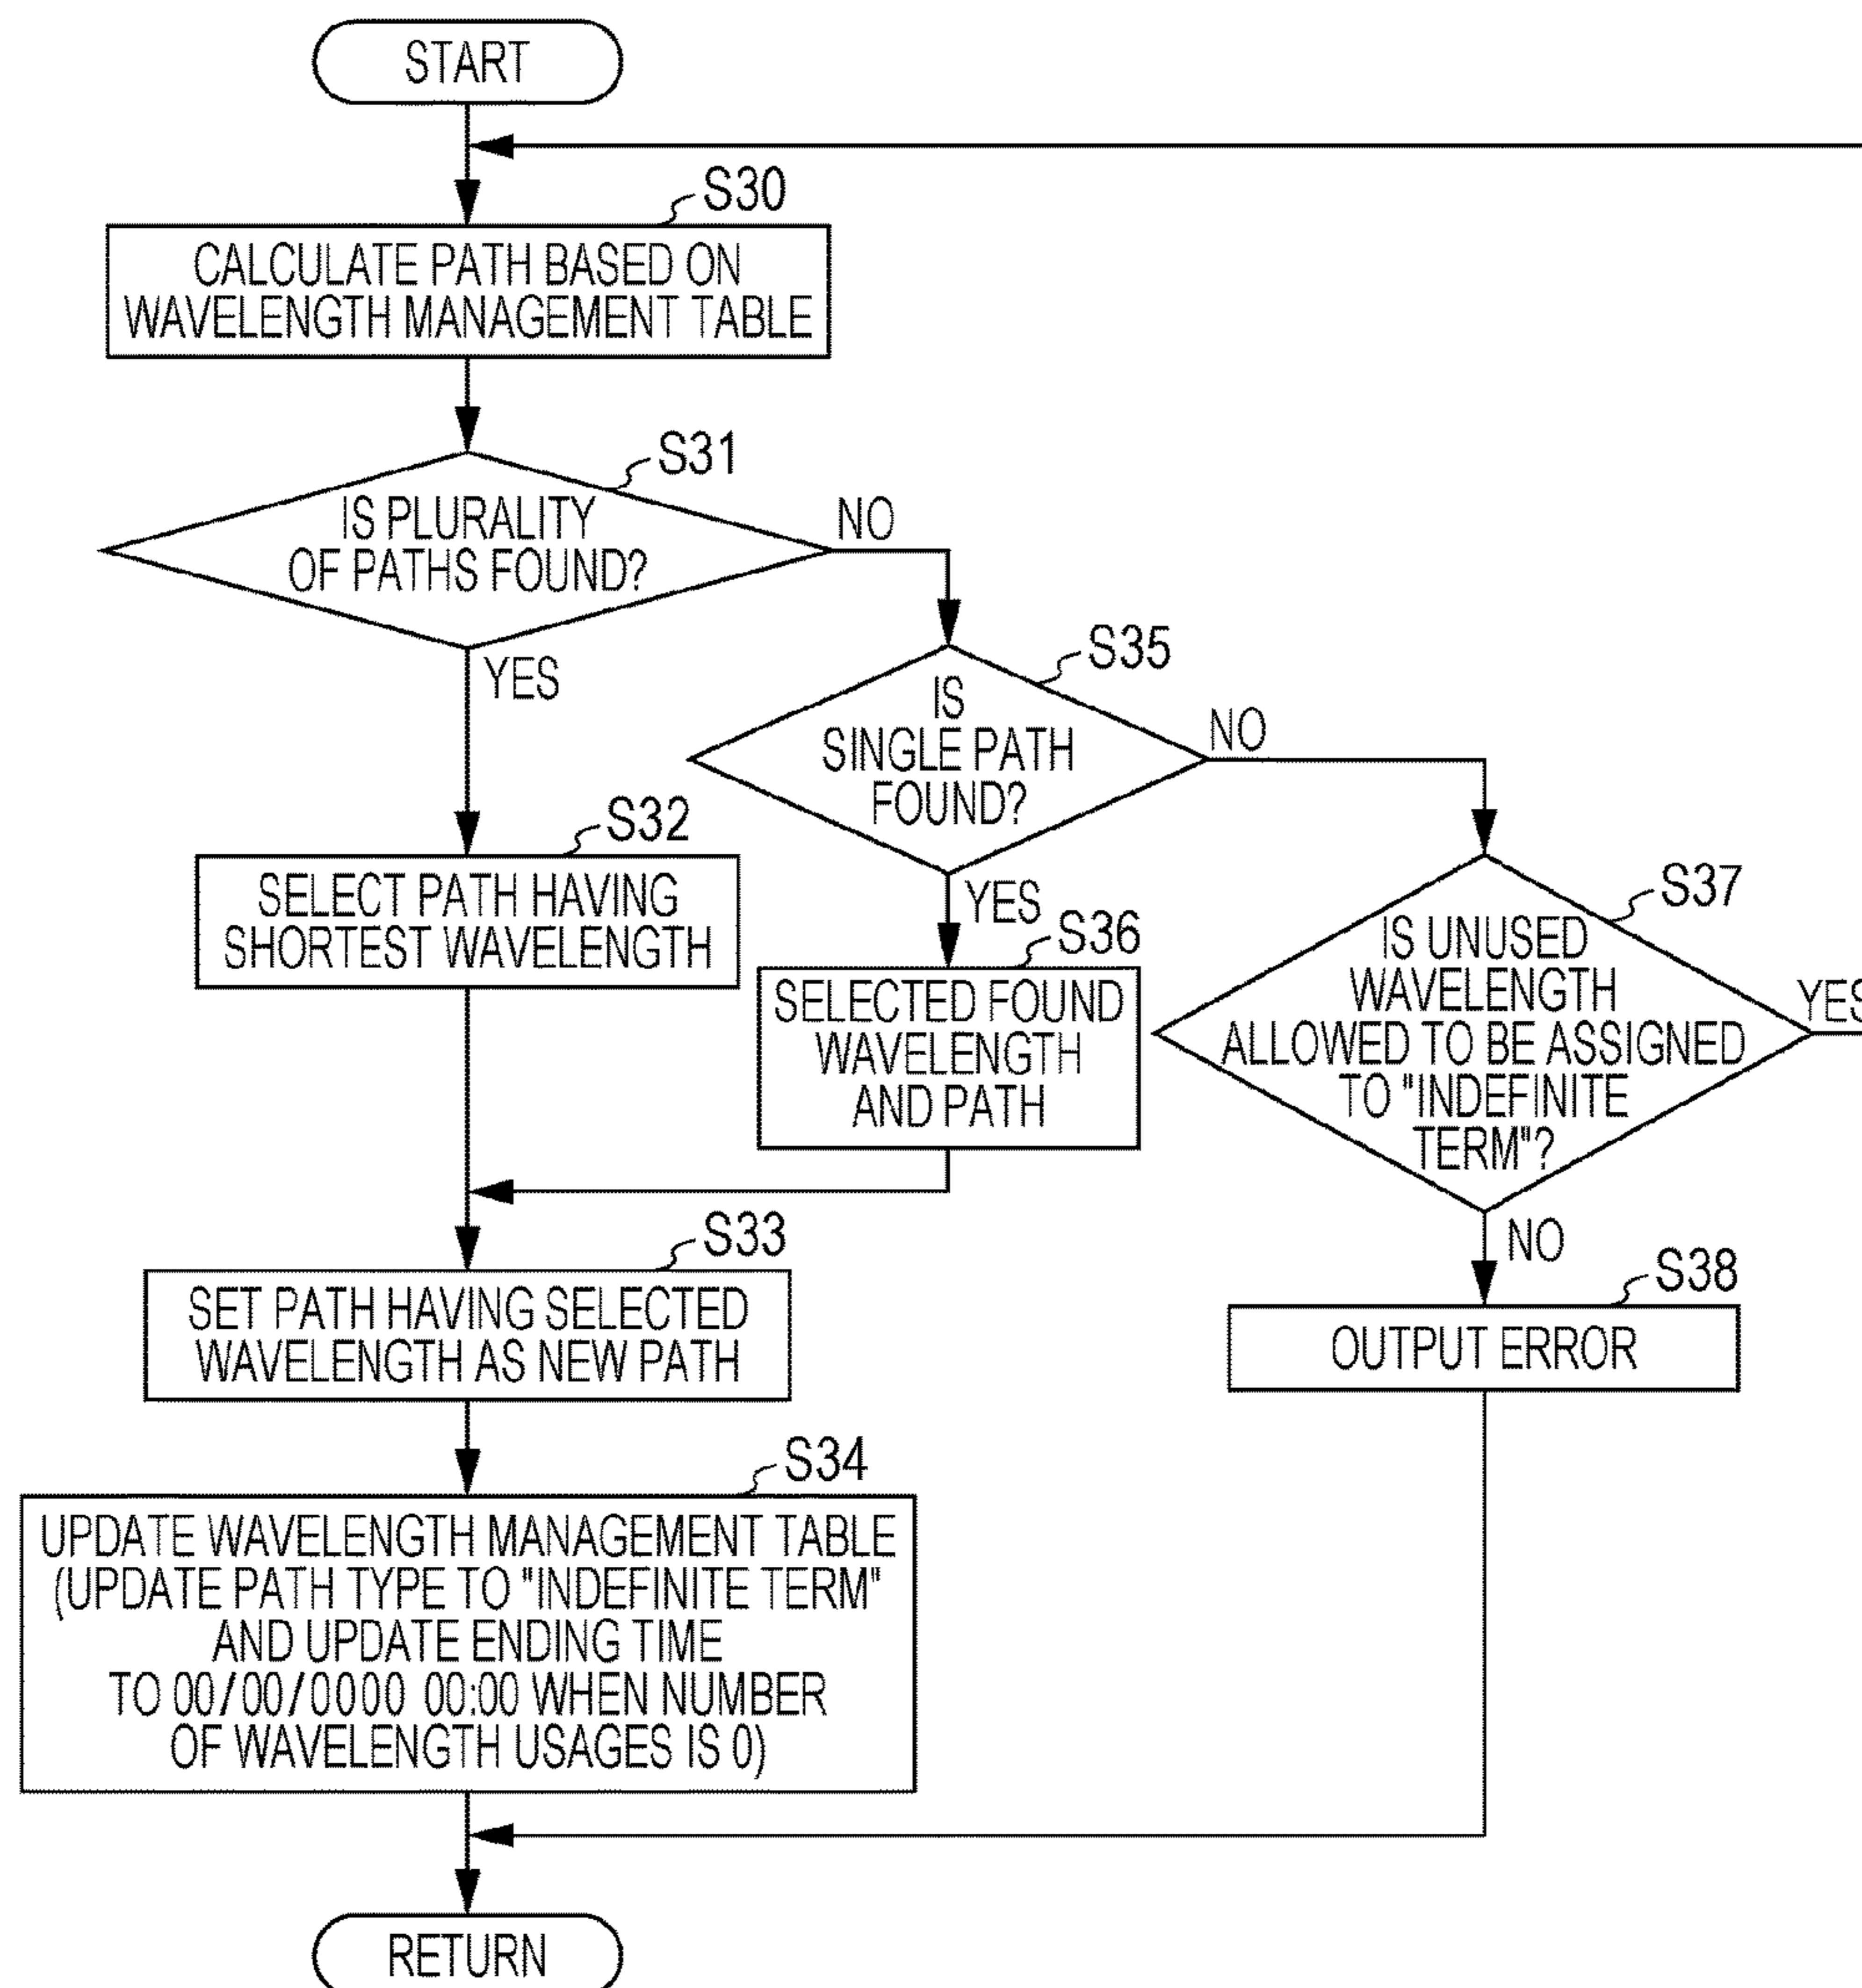 START
S30
CALCULATE PATH BASED ON
WAVELENGTH MANAGEMENT TABLE
S31
IS PLURALITY
OF PATHS FOUND?
NO
YES
S35
IS
SINGLE PATH
FOUND?
NO
YES
S32
SELECT PATH HAVING
SHORTEST WAVELENGTH
S36
SELECTED FOUND
WAVELENGTH
AND PATH
S37
IS UNUSED
WAVELENGTH
ALLOWED TO BE ASSIGNED
TO "INDEFINITE
TERM"?
YES
NO
S33
SET PATH HAVING SELECTED
WAVELENGTH AS NEW PATH
S38
OUTPUT ERROR
S34
UPDATE WAVELENGTH MANAGEMENT TABLE
(UPDATE PATH TYPE TO "INDEFINITE TERM"
AND UPDATE ENDING TIME
TO 00/00/0000 00:00 WHEN NUMBER
OF WAVELENGTH USAGES IS 0)
RETURN